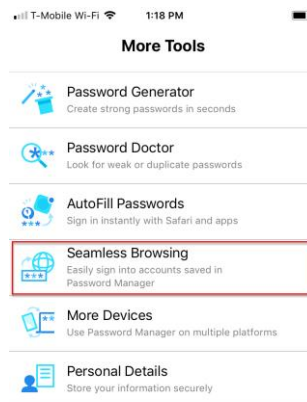 T-Mobile Wi-Fi 1:18 PM
More Tools
Password Generator
Create strong passwords in seconds
Password Doctor
Look for weak or duplicate passwords
AutoFill Passwords
Sign in instantly with Safari and apps
Seamless Browsing
Easily sign into accounts saved in
Password Manager
More Devices
Use Password Manager on multiple platforms
Personal Details
Store your information securely